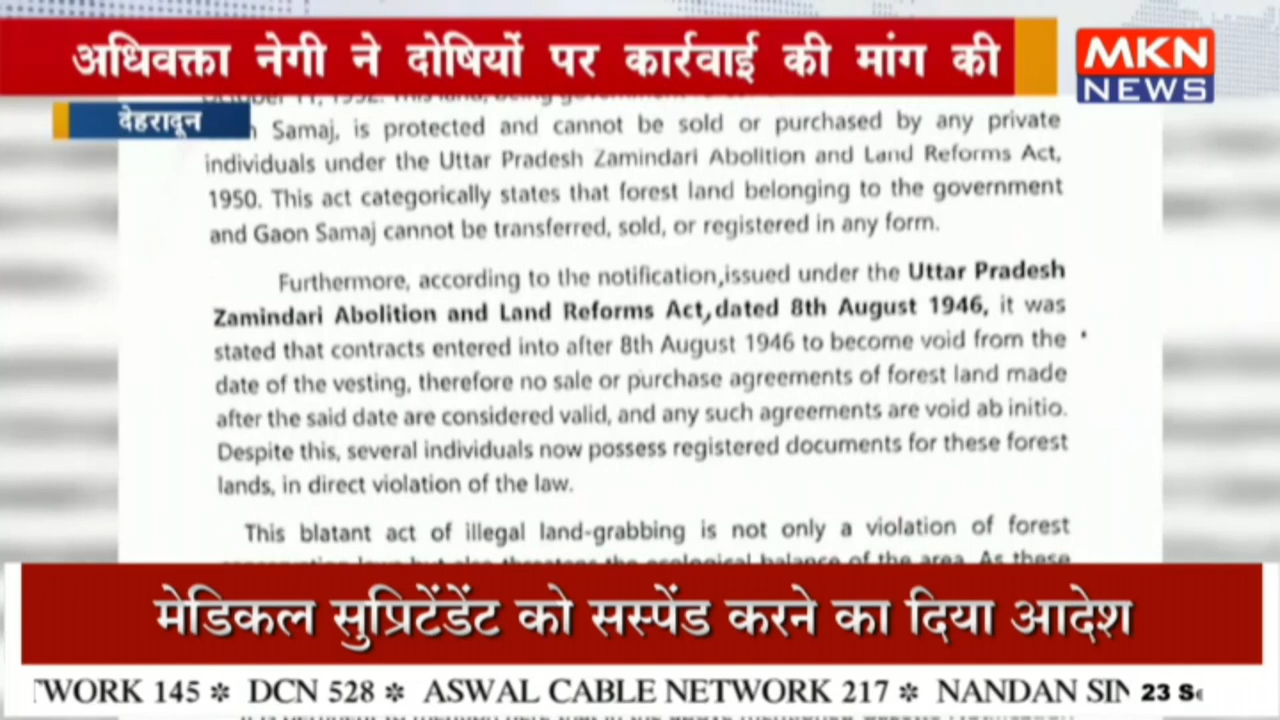 अधिवक्ता नेगी ने दोषियों पर कार्रवाई की मांग की
MKN
NEWS
देहरादून
Samaj, is protected and cannot be sold or purchased by any private
individuals under the Uttar Pradesh Zamindari Abolition and Land Reforms Act,
1950. This act categorically states that forest land belonging to the government
and Gaon Samaj cannot be transferred, sold, or registered in any form.
Furthermore, according to the notification,issued under the Uttar Pradesh
Zamindari Abolition and Land Reforms Act,dated 8th August 1946, it was
stated that contracts entered into after 8th August 1946 to become void from the
date of the vesting, therefore no sale or purchase agreements of forest land made
after the said date are considered valid, and any such agreements are void ab initio.
Despite this, several individuals now possess registered documents for these forest
lands, in direct violation of the law.
This blatant act of illegal land-grabbing is not only a violation of forest
balance of the area. As these
मेडिकल सुप्रिटेंडेंट को सस्पेंड करने का दिया आदेश
WORK 145 ✲ DCN 528 ✲ ASWAL CABLE NETWORK 217 ✲ NANDAN 23